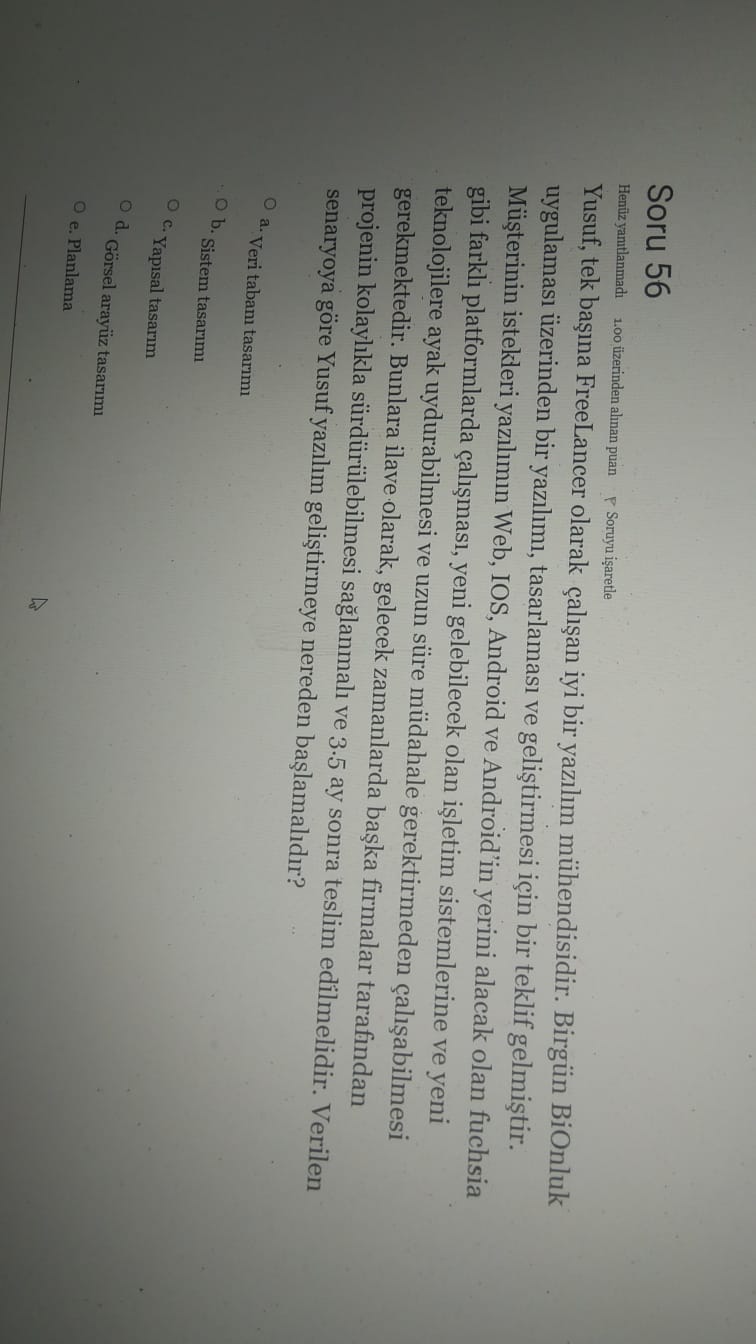 Soru 56
Henüz yanıtlanmadı 1.00 üzerinden alınan puan Soruyu işaretle
Yusuf, tek başına FreeLancer olarak çalışan iyi bir yazılım mühendisidir. Birgün BiOnluk
uygulaması üzerinden bir yazılımı, tasarlaması ve geliştirmesi için bir teklif gelmiştir.
Müşterinin istekleri yazılımın Web, IOS, Android ve Android'in yerini alacak olan fuchsia
gibi farklı platformlarda çalışması, yeni gelebilecek olan işletim sistemlerine ve yeni
teknolojilere ayak uydurabilmesi ve uzun süre müdahale gerektirmeden çalışabilmesi
gerekmektedir. Bunlara ilave olarak, gelecek zamanlarda başka firmalar tarafından
projenin kolaylıkla sürdürülebilmesi sağlanmalı ve 3.5 ay sonra teslim edilmelidir. Verilen
senaryoya göre Yusuf yazılım geliştirmeye nereden başlamalıdır?
a. Veri tabanı tasarımı
b. Sistem tasarımı
c. Yapısal tasarım
d. Görsel arayüz tasarımı
e. Planlama